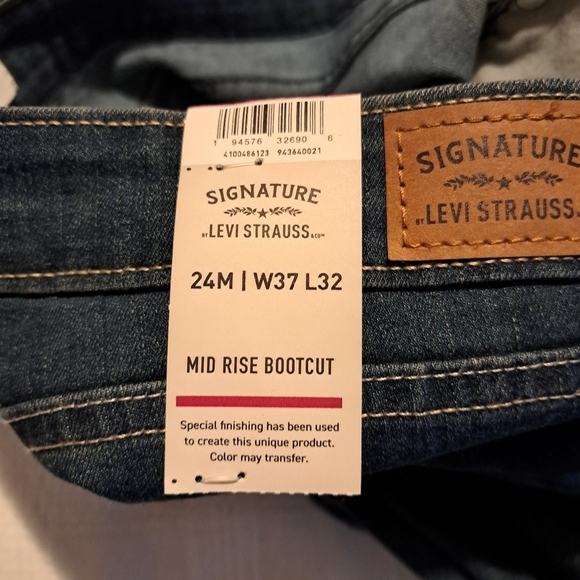 1 94576 32690 6
4100486123 943640021
SIGNATURE
BY LEVI STRAUSS & CO™
24M | W37 L32
MID RISE BOOTCUT
Special finishing has been used
to create this unique product.
Color may transfer.
SIGNATURE
BY LEVI STRAUSS